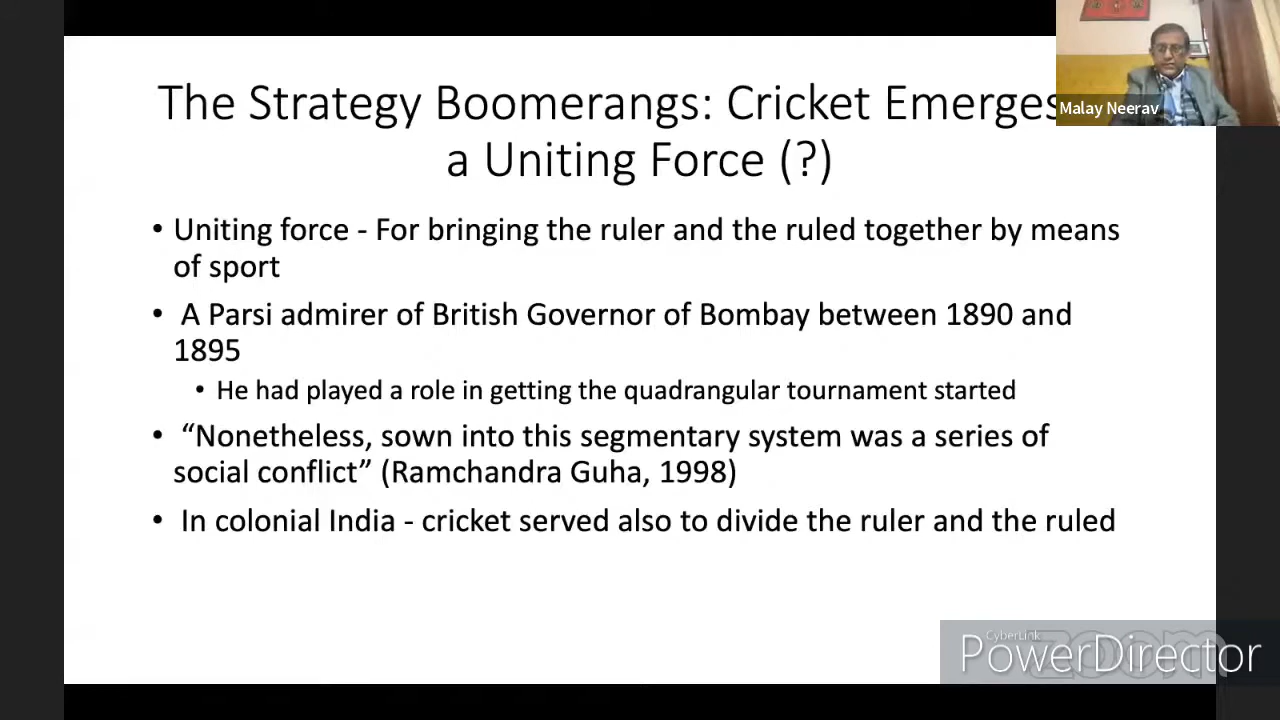 The Strategy Boomerangs: Cricket Emerges
a Uniting Force (?)
Malay Neerav
• Uniting force - For bringing the ruler and the ruled together by means
of sport
• A Parsi admirer of British Governor of Bombay between 1890 and
1895
• He had played a role in getting the quadrangular tournament started
• “Nonetheless, sown into this segmentary system was a series of
social conflict” (Ramchandra Guha, 1998)
• In colonial India - cricket served also to divide the ruler and the ruled
CyberLink
zoom
PowerDirector